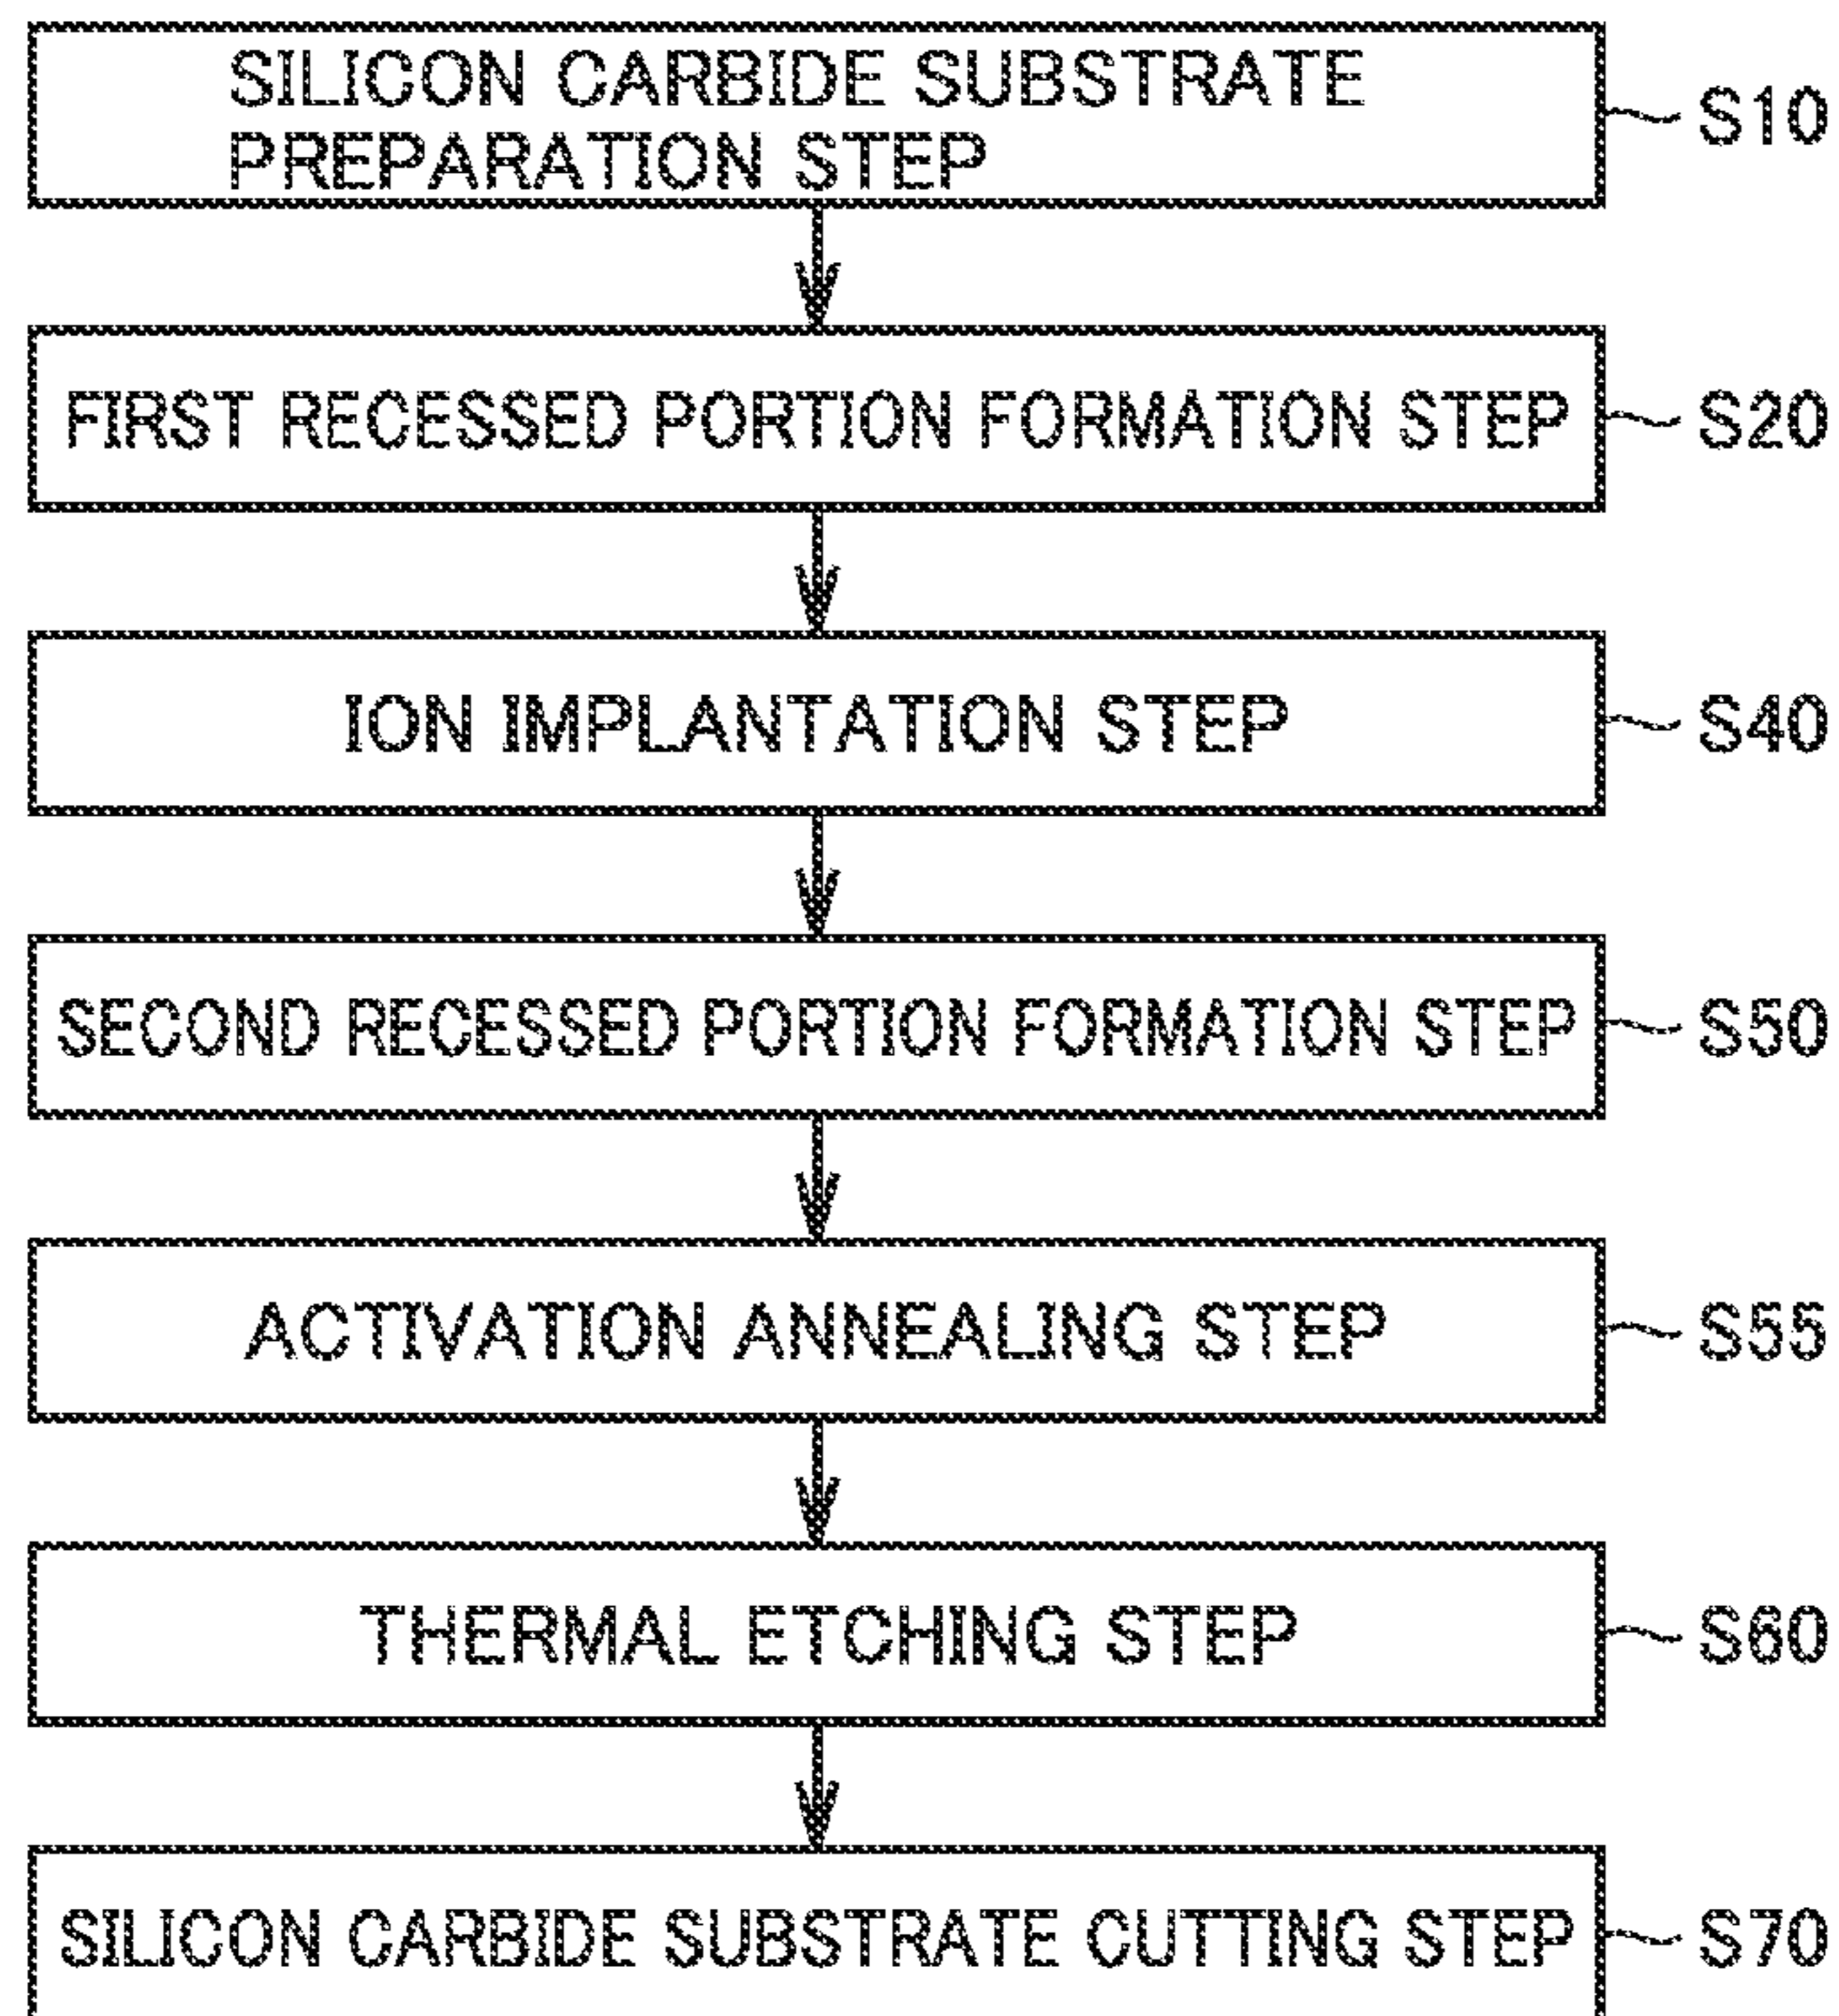 SILICON CARBIDE SUBSTRATE
PREPARATION STEP
S10
FIRST RECESSED PORTION FORMATION STEP
S20
ION IMPLANTATION STEP
S40
SECOND RECESSED PORTION FORMATION STEP
S50
ACTIVATION ANNEALING STEP
S55
THERMAL ETCHING STEP
S60
SILICON CARBIDE SUBSTRATE CUTTING STEP
S70